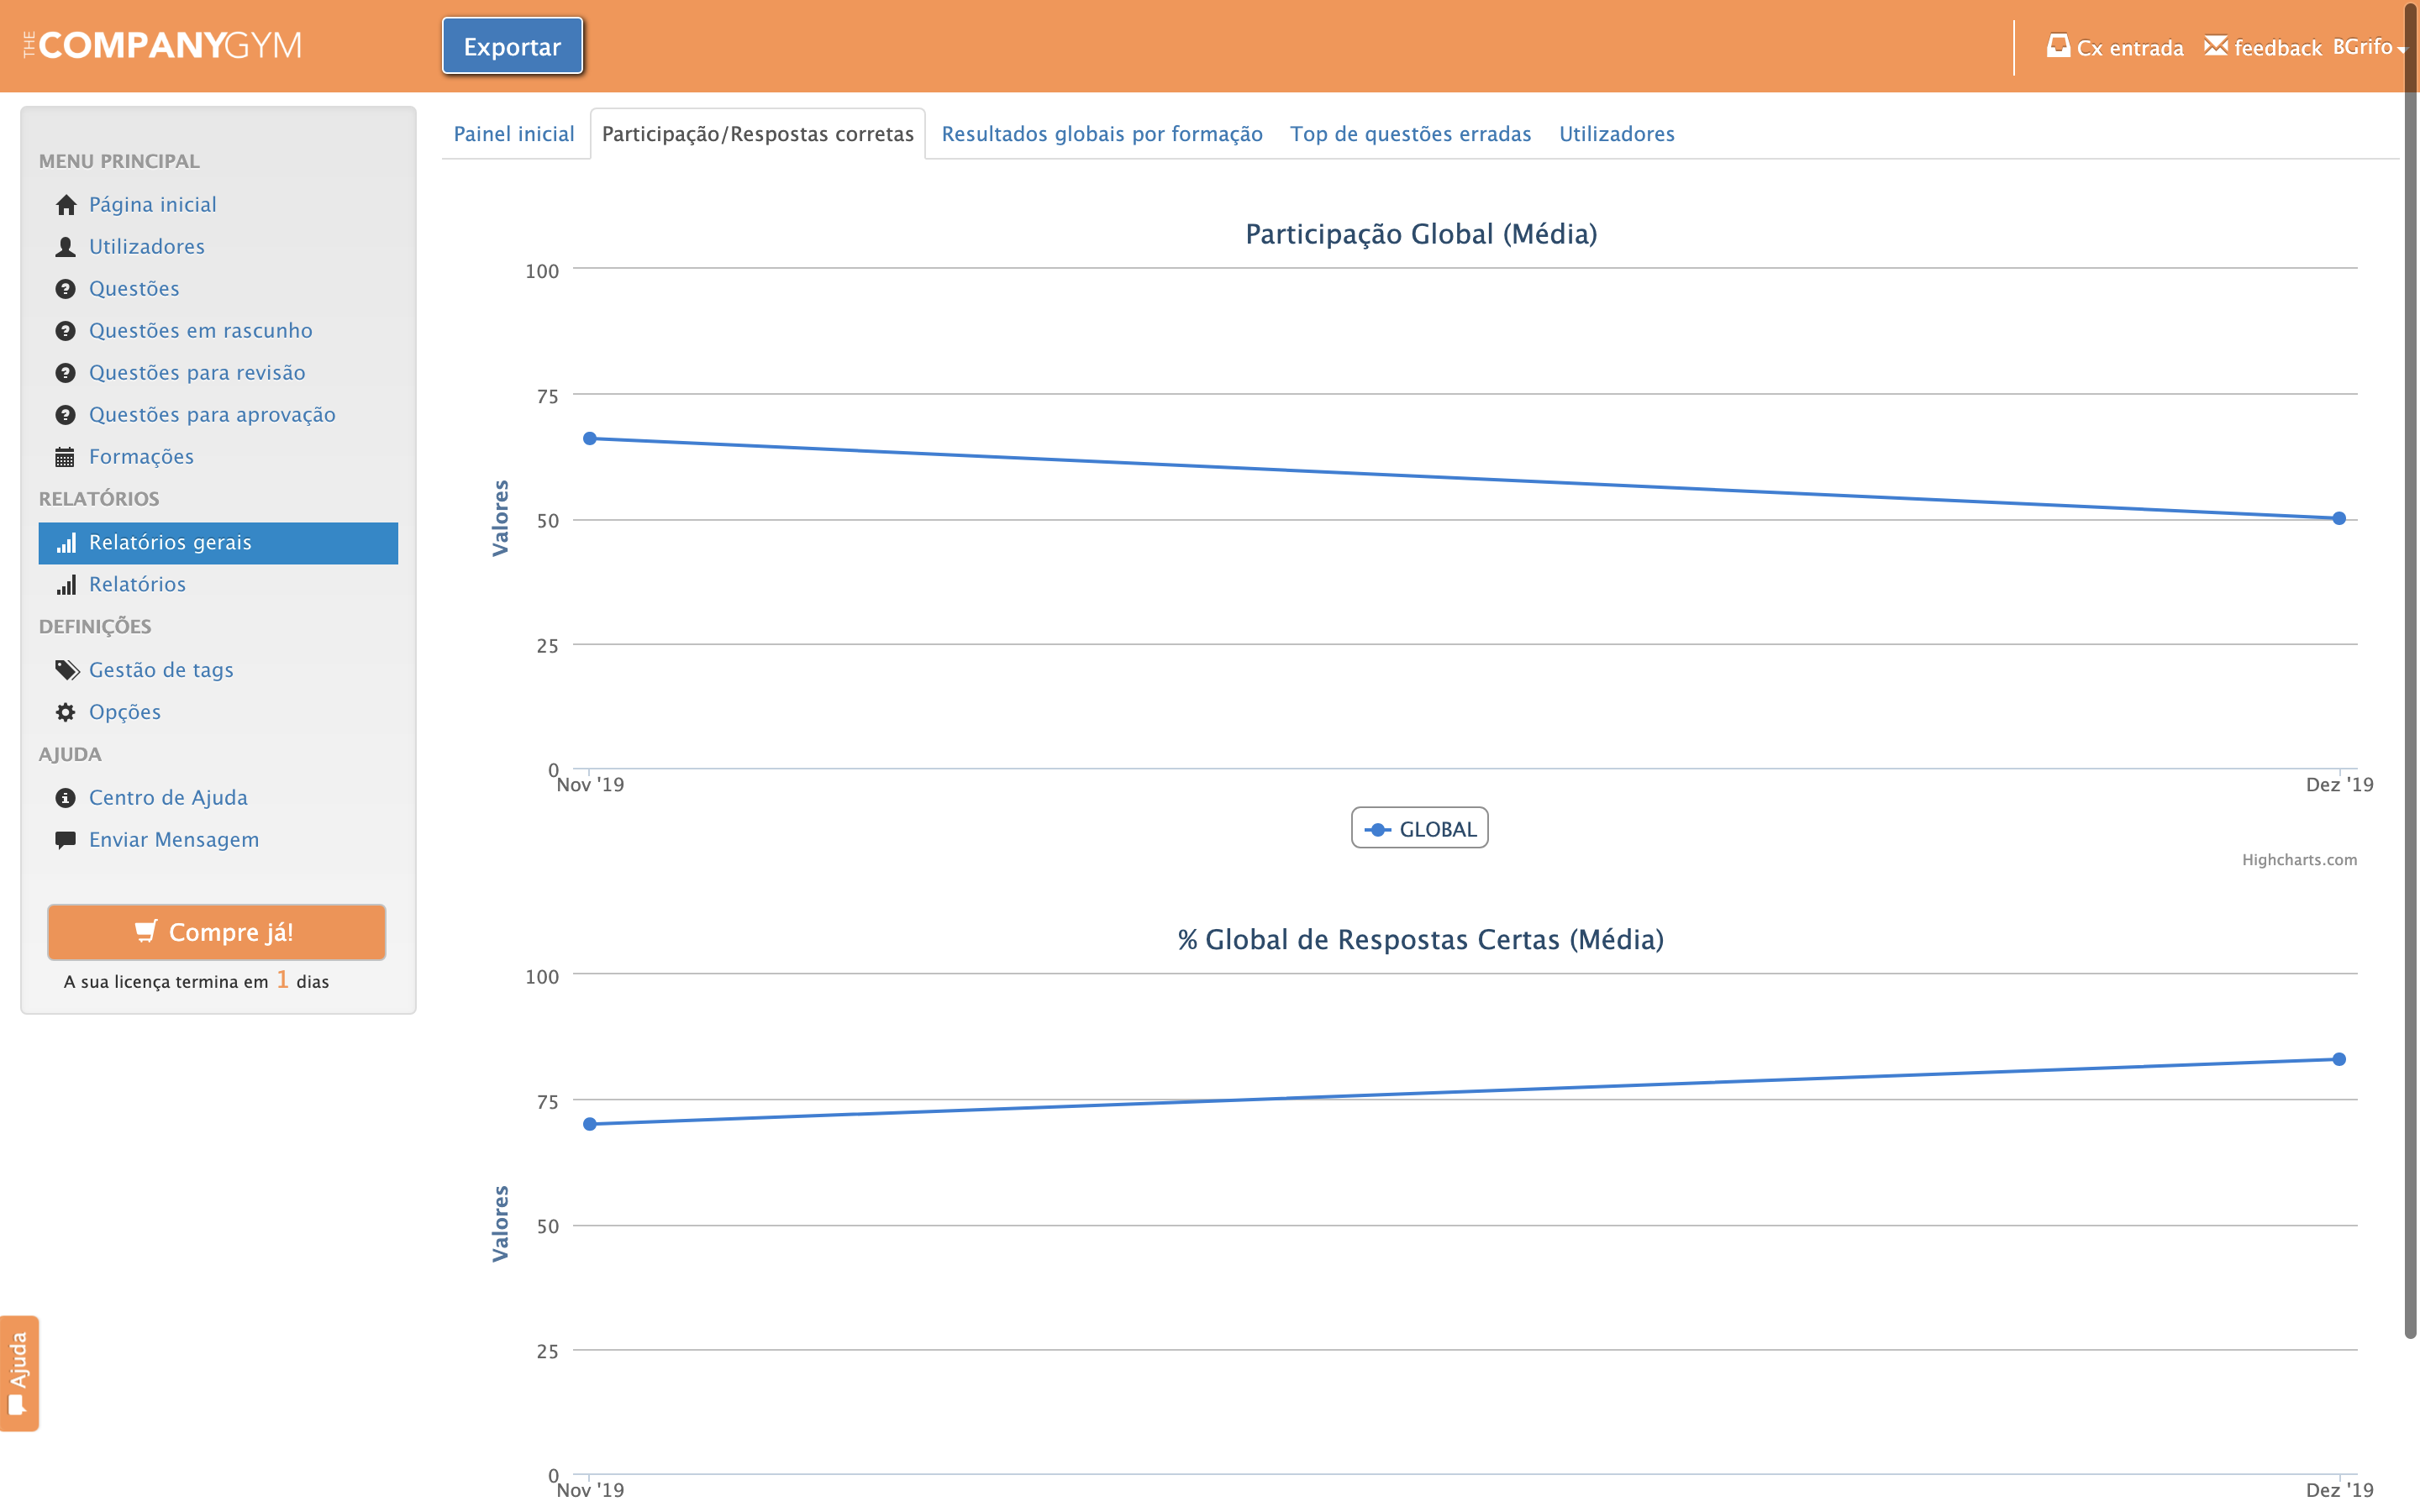 THE COMPANYGYM
Exportar
Cx entrada feedback BGrifo
MENU PRINCIPAL
Página inicial
Utilizadores
Questões
Questões em rascunho
Questões para revisão
Questões para aprovação
Formações
RELATÓRIOS
Relatórios gerais
Relatórios
DEFINIÇÕES
Gestão de tags
Opções
AJUDA
Centro de Ajuda
Enviar Mensagem
Compre já!
A sua licença termina em 1 dias
Ajuda
Painel inicial Participação/Respostas corretas Resultados globais por formação Top de questões erradas Utilizadores
Participação Global (Média)
100
75
50
25
0
Valores
Nov '19 Dez '19
GLOBAL
Highcharts.com
% Global de Respostas Certas (Média)
100
75
50
25
0
Valores
Nov '19 Dez '19